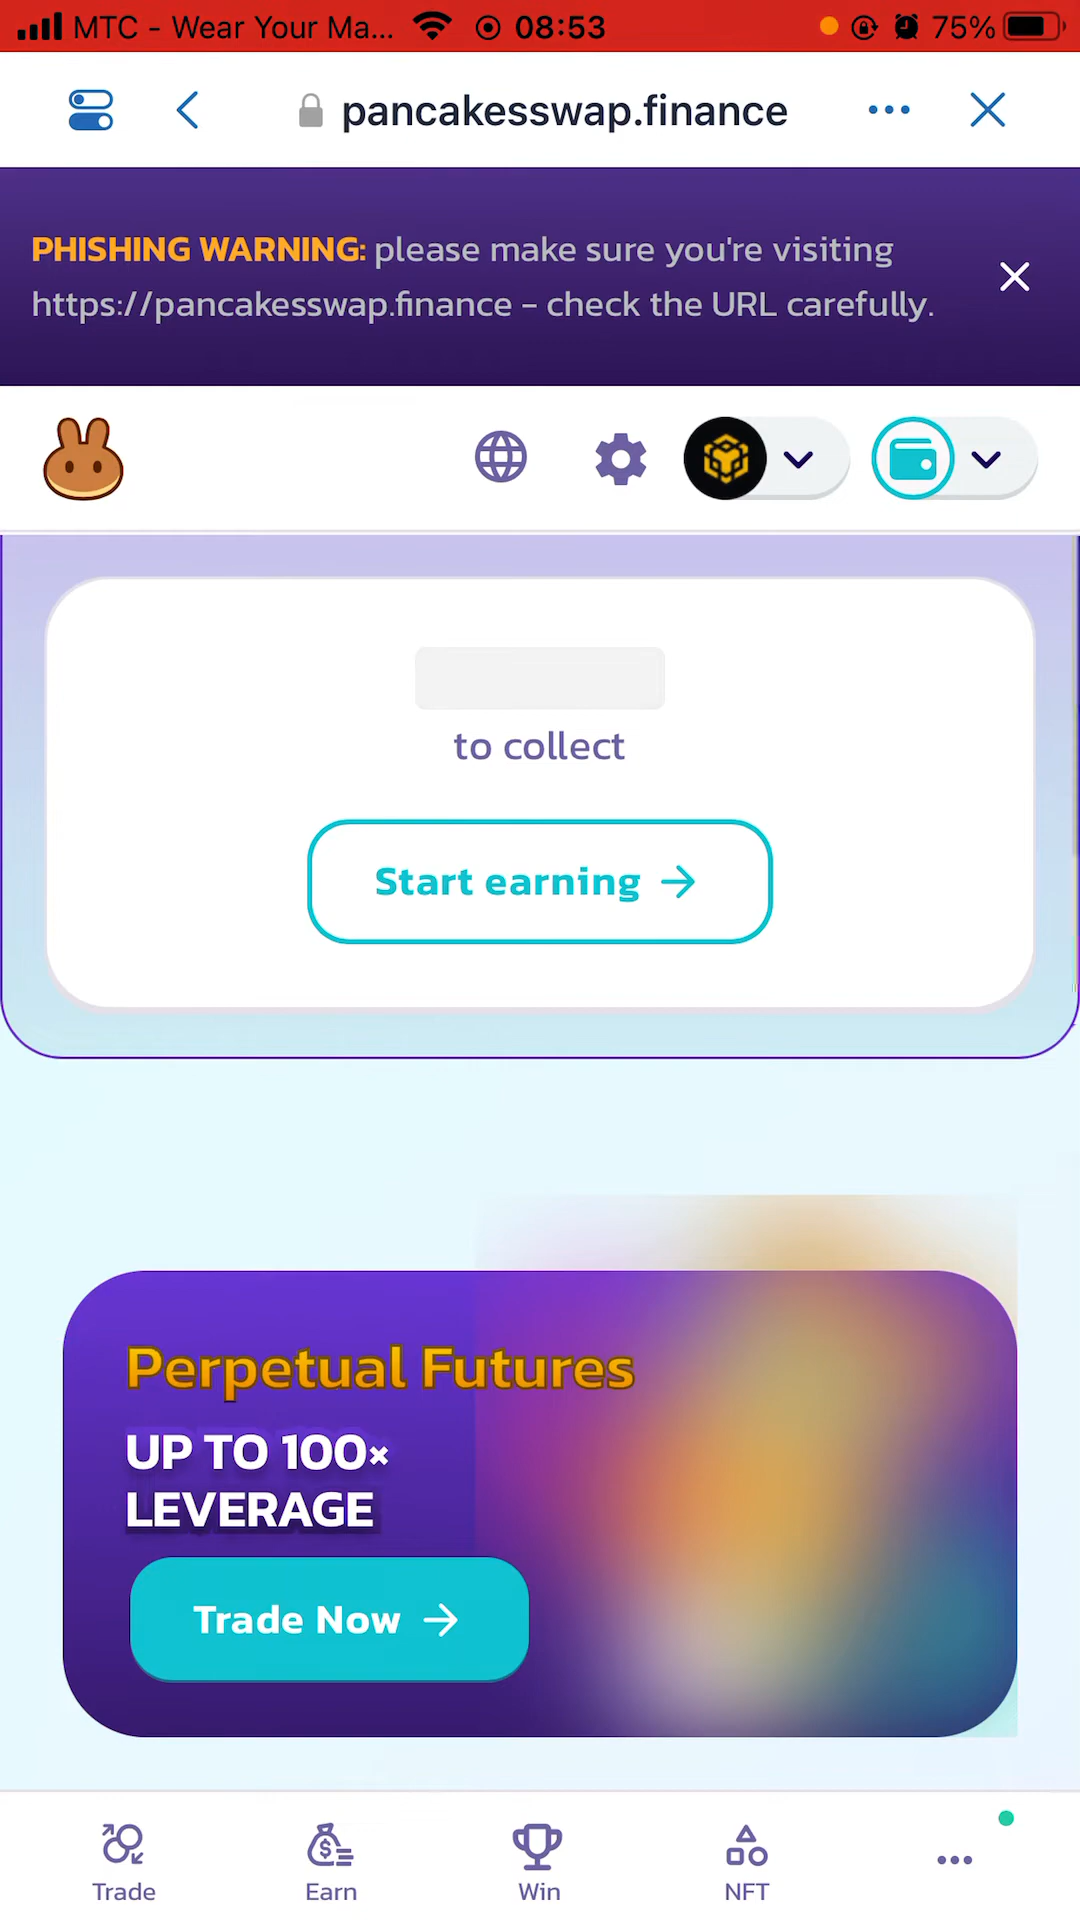 MTC - Wear Your Ma... 08:53 75%
pancakesswap.finance
PHISHING WARNING: please make sure you're visiting
https://pancakesswap.finance - check the URL carefully.
to collect
Start earning
Perpetual Futures
UP TO 100×
LEVERAGE
Trade Now
Trade Earn Win NFT